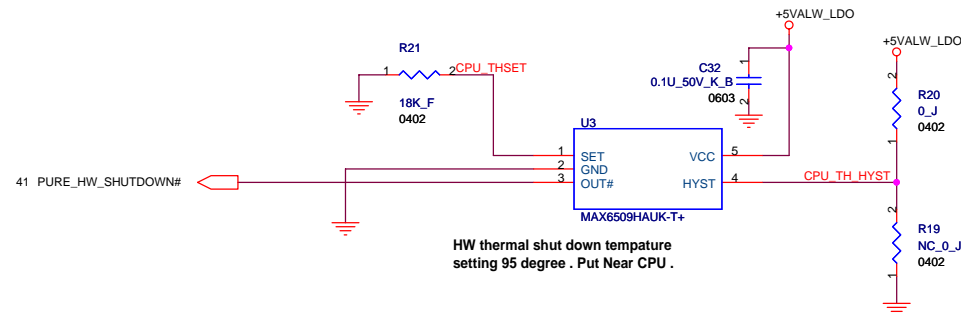 +5VALW_LDO
+5VALW_LDO
R21
1
2
CPU_THSET
18K_F
0402
C32
0.1U_50V_K_B
0603
1
2
2
R20
0_J
0402
1
U3
1 SET VCC 5
2 GND
3 OUT# HYST 4
MAX6509HAUK-T+
CPU_TH_HYST
41 PURE_HW_SHUTDOWN#
2
R19
NC_0_J
0402
1
HW thermal shut down tempature
setting 95 degree . Put Near CPU .